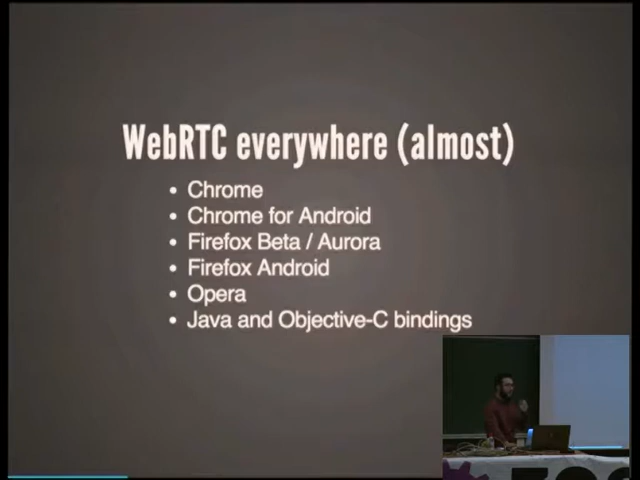 WebRTC everywhere (almost)
• Chrome
• Chrome for Android
• Firefox Beta / Aurora
• Firefox Android
• Opera
• Java and Objective-C bindings